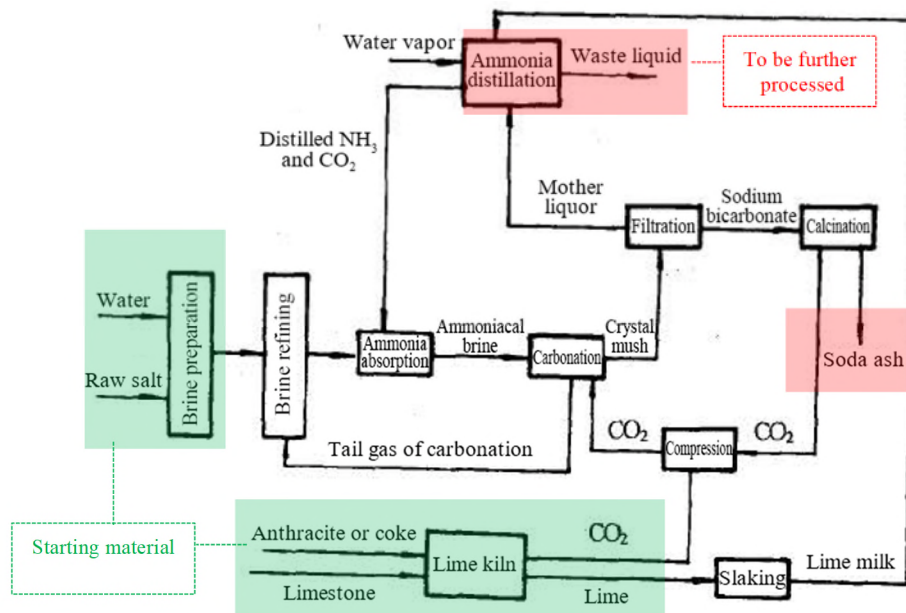 Water vapor
Ammonia
distillation
Waste liquid
To be further
processed
Distilled NH₃
and CO₂
Mother
liquor
Filtration
Sodium
bicarbonate
Calcination
Water
Raw salt
Brine preparation
Brine refining
Ammonia
absorption
Ammoniacal
brine
Carbonation
Crystal
mush
Soda ash
CO₂
Compression
CO₂
Tail gas of carbonation
Starting material
Anthracite or coke
Limestone
Lime kiln
CO₂
Lime
Slaking
Lime milk